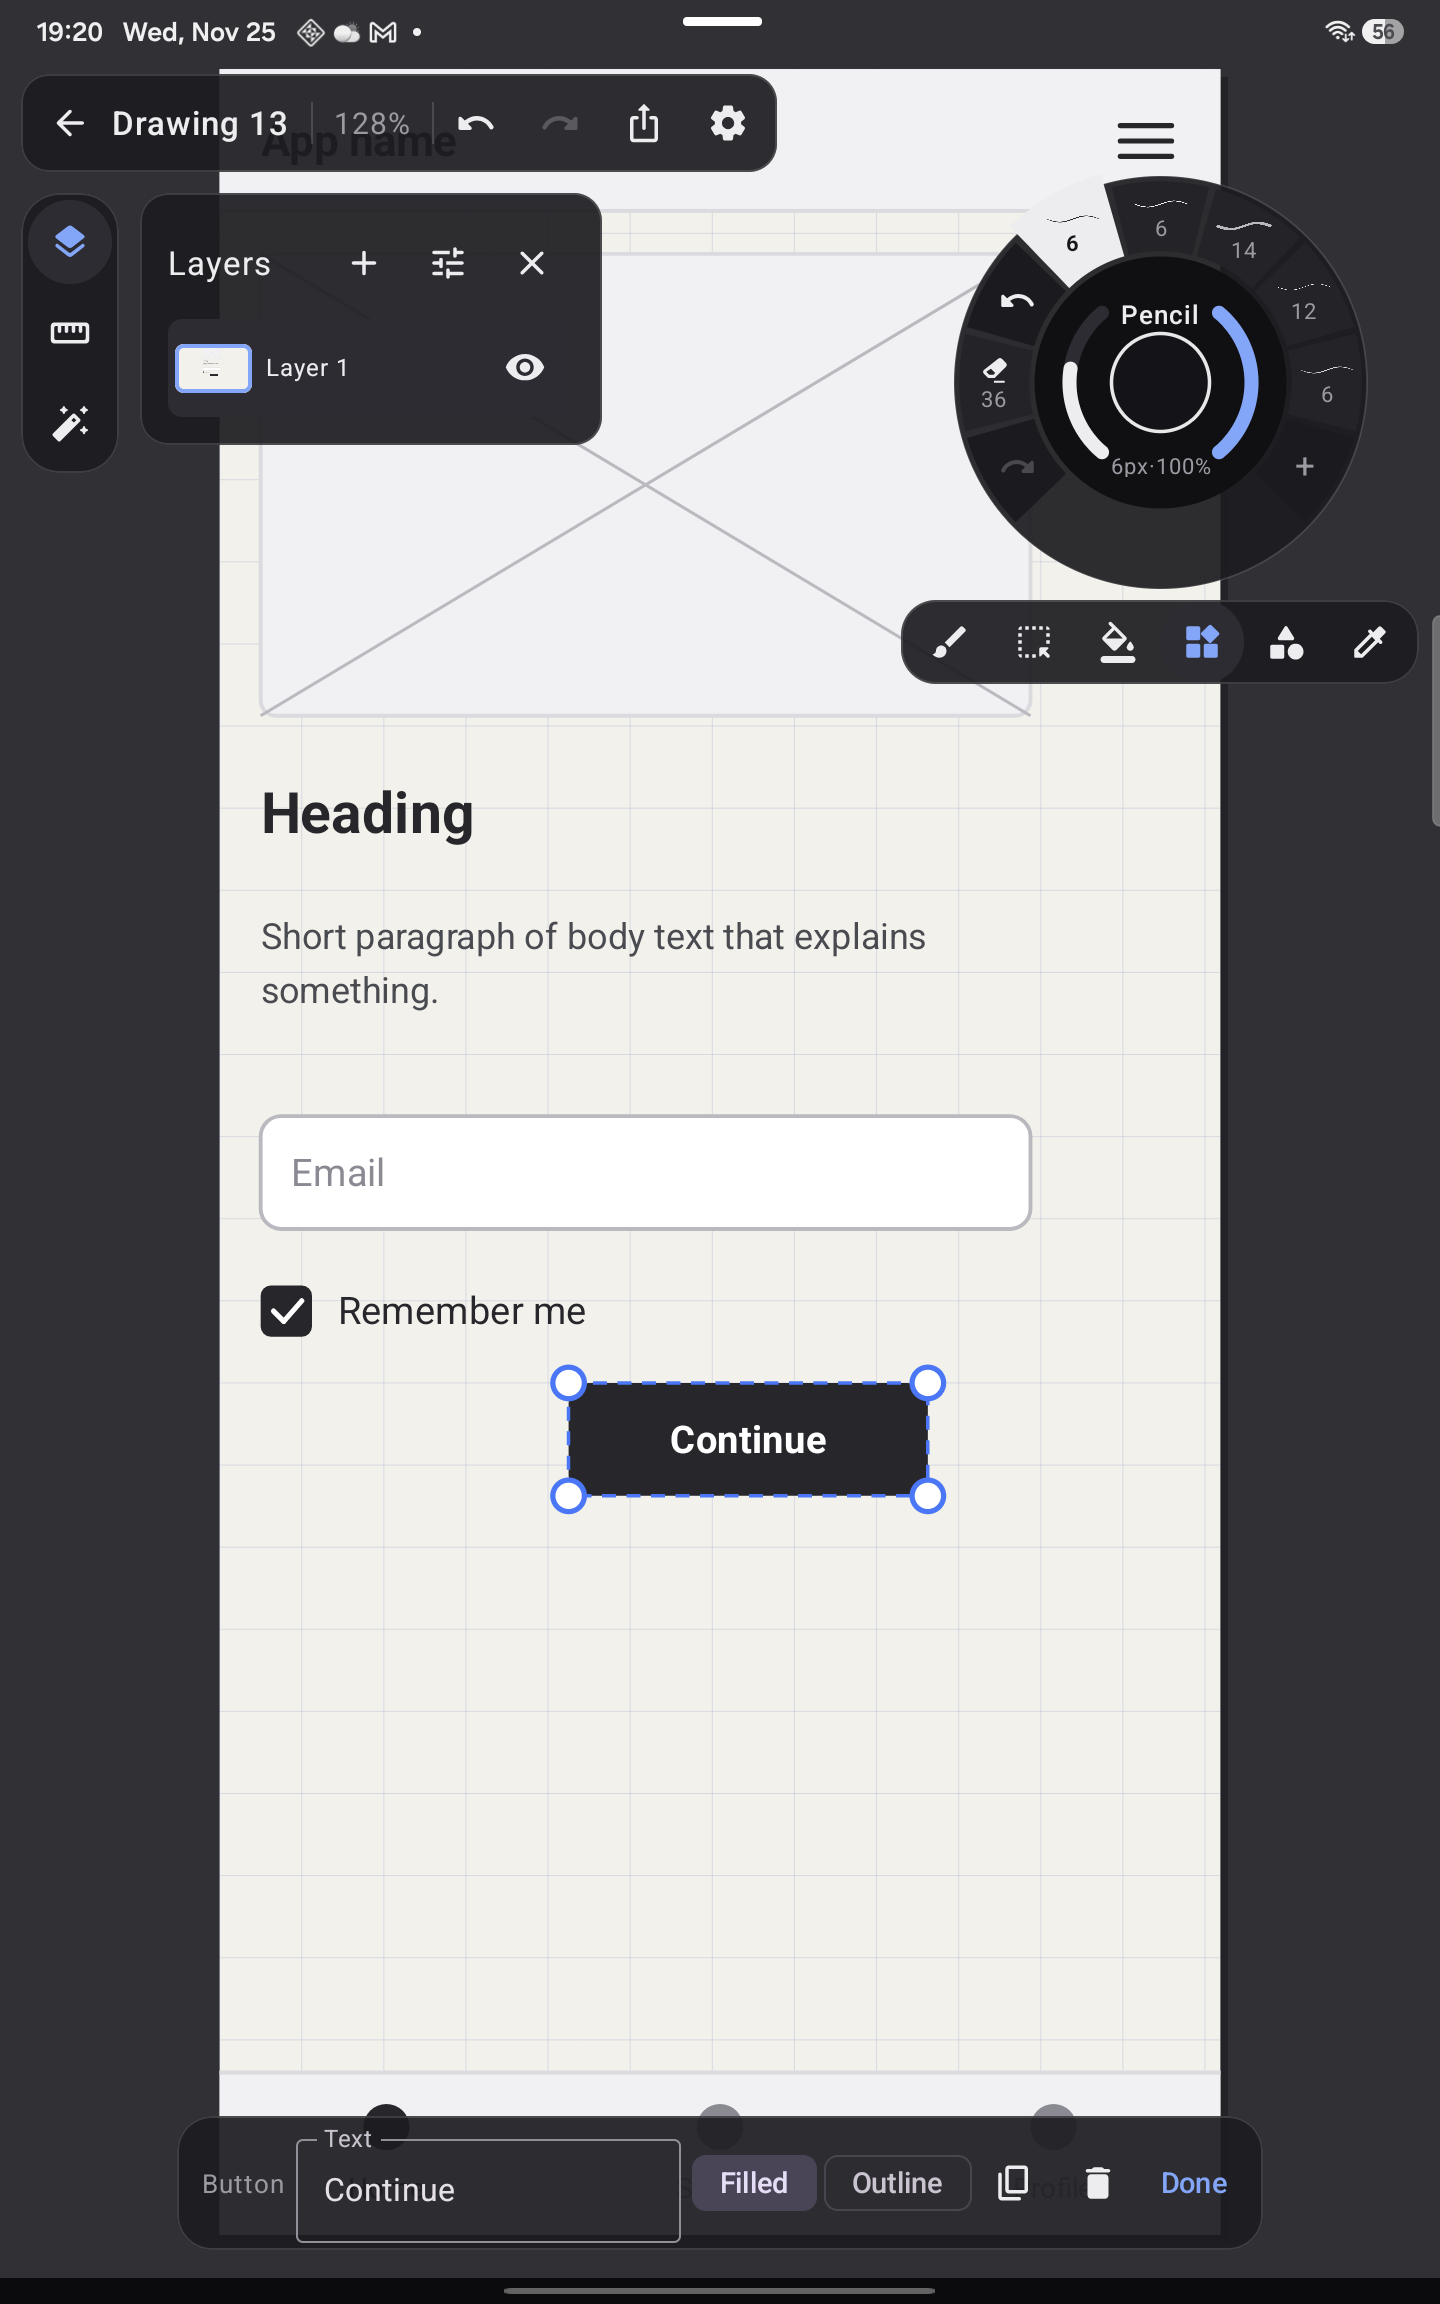 19:20 Wed, Nov 25
56
Drawing 13 128%
App name
Layers
Layer 1
6
6
14
12
6
36
Pencil
6px·100%
Heading
Short paragraph of body text that explains
something.
Email
Remember me
Continue
Button
Text
Continue
Filled
Outline
Done